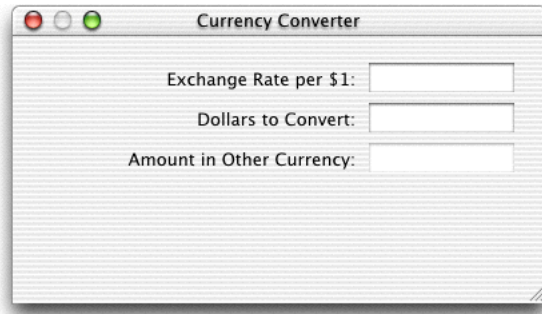 Currency Converter
Exchange Rate per $1:
Dollars to Convert:
Amount in Other Currency: